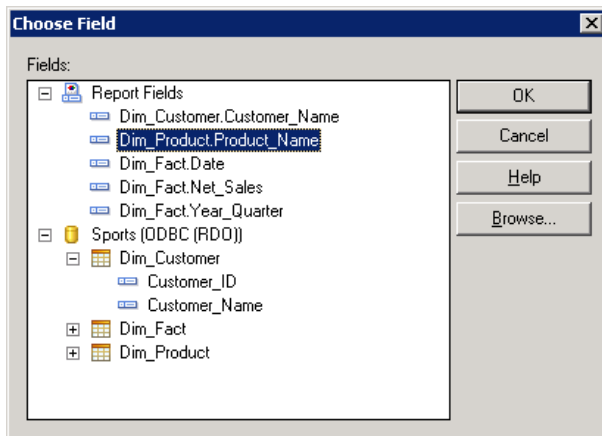 Choose Field
Fields:
Report Fields
Dim_Customer.Customer_Name
Dim_Product.Product_Name
Dim_Fact.Date
Dim_Fact.Net_Sales
Dim_Fact.Year_Quarter
Sports (ODBC (RDO))
Dim_Customer
Customer_ID
Customer_Name
Dim_Fact
Dim_Product
OK
Cancel
Help
Browse...